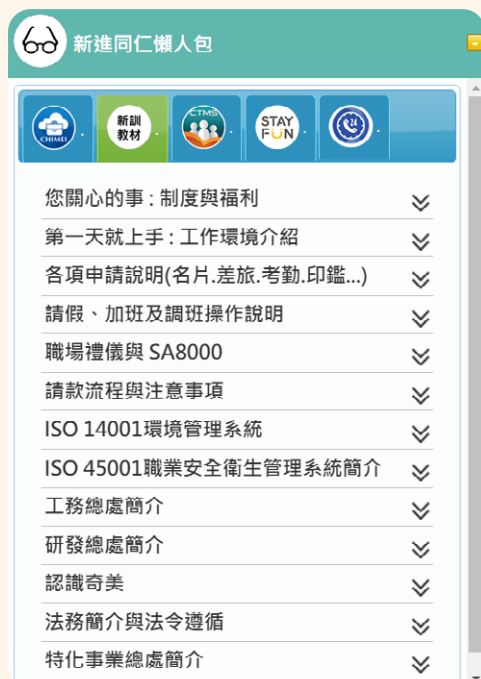 新進同仁懶人包
CHIMEI
新訓
教材
CTMS
STAY
FUN
24
您關心的事 : 制度與福利
第一天就上手 : 工作環境介紹
各項申請說明(名片.差旅.考勤.印鑑...)
請假、加班及調班操作說明
職場禮儀與 SA8000
請款流程與注意事項
ISO 14001環境管理系統
ISO 45001職業安全衛生管理系統簡介
工務總處簡介
研發總處簡介
認識奇美
法務簡介與法令遵循
特化事業總處簡介